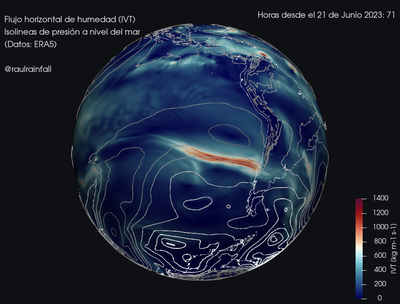 Flujo horizontal de humedad (IVT)
Isolineas de presión a nivel del mar
(Datos: ERA5)
@raulrainfall
Horas desde el 21 de Junio 2023: 71
1400
1200
1000
800
600
400
200
0
IVT (kg m-1 s-1)